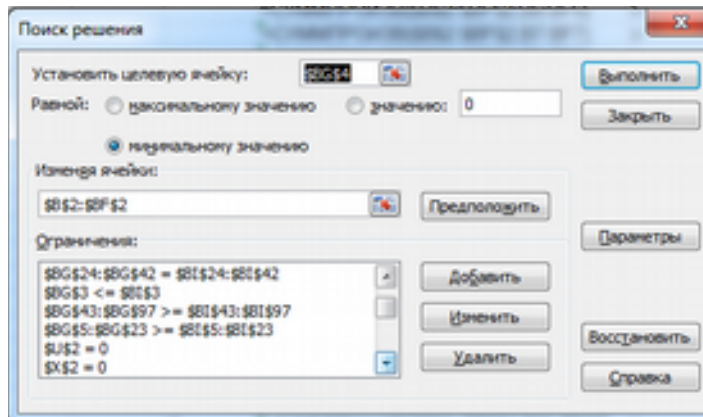 Поиск решения
Установить целевую ячейку: $BG$4
Выполнить
Равной: максимальному значению значению: 0
Закрыть
минимальному значению
Изменяя ячейки:
$B$2:$BF$2
Предположить
Ограничения:
Параметры
$BG$24:$BG$42 = $BI$24:$BI$42
$BG$3 <= $BI$3
$BG$43:$BG$97 >= $BI$43:$BI$97
$BG$5:$BG$23 >= $BI$5:$BI$23
$U$2 = 0
$X$2 = 0
Добавить
Изменить
Удалить
Восстановить
Справка